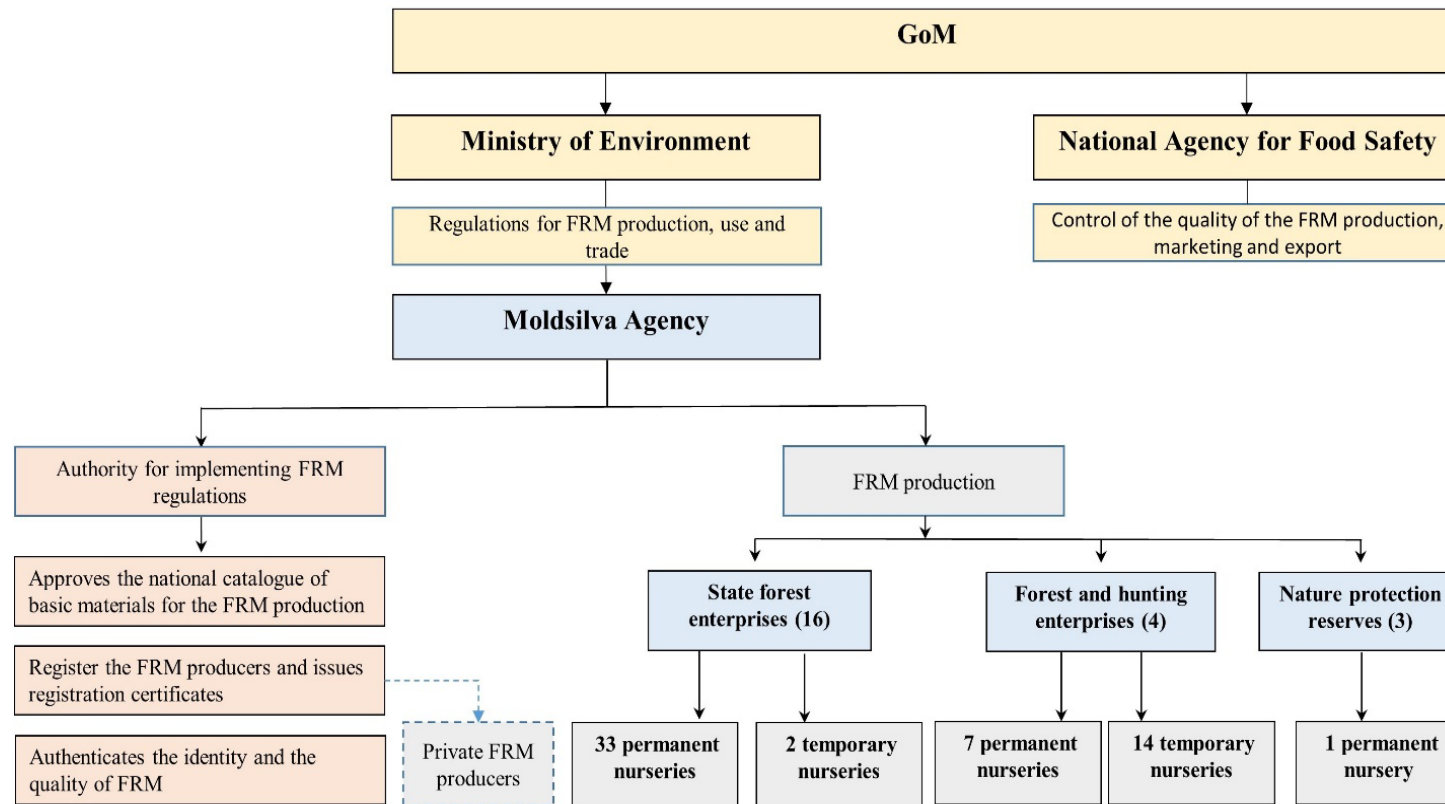 GoM
Ministry of Environment
National Agency for Food Safety
Regulations for FRM production, use and
trade
Control of the quality of the FRM production,
marketing and export
Moldsilva Agency
Authority for implementing FRM
regulations
FRM production
Approves the national catalogue of
basic materials for the FRM production
State forest
enterprises (16)
Forest and hunting
enterprises (4)
Nature protection
reserves (3)
Register the FRM producers and issues
registration certificates
Authenticates the identity and the
quality of FRM
Private FRM
producers
33 permanent
nurseries
2 temporary
nurseries
7 permanent
nurseries
14 temporary
nurseries
1 permanent
nursery